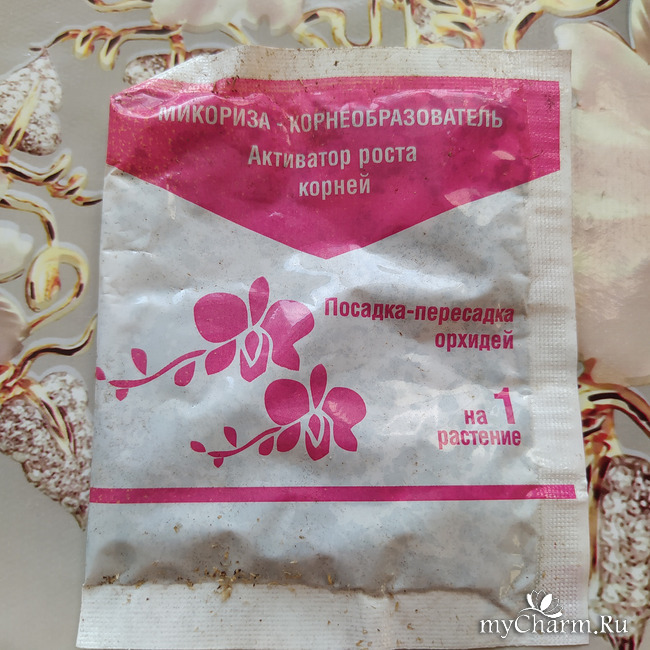 МИКОРИЗА - КОРНЕОБРАЗОВАТЕЛЬ
Активатор роста
корней
Посадка-пересадка
орхидей
на 1
растение
myCharm.Ru